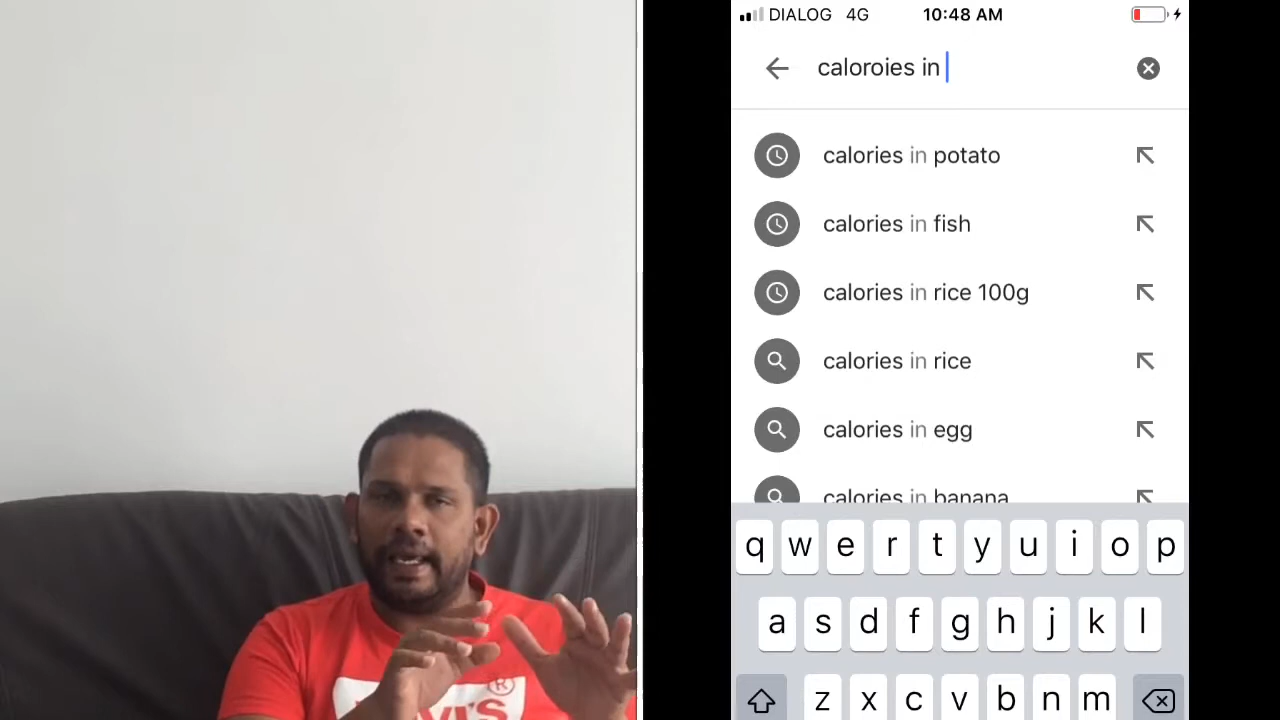 DIALOG 4G 10:48 AM
caloroies in
calories in potato
calories in fish
calories in rice 100g
calories in rice
calories in egg
calories in banana
q w e r t y u i o p
a s d f g h j k l
z x c v b n m
®